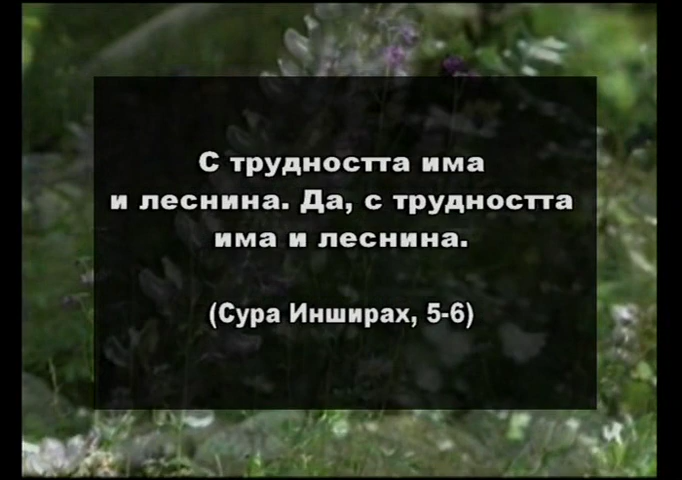 С трудността има
и леснина. Да, с трудността
има и леснина.
(Сура Инширах, 5-6)